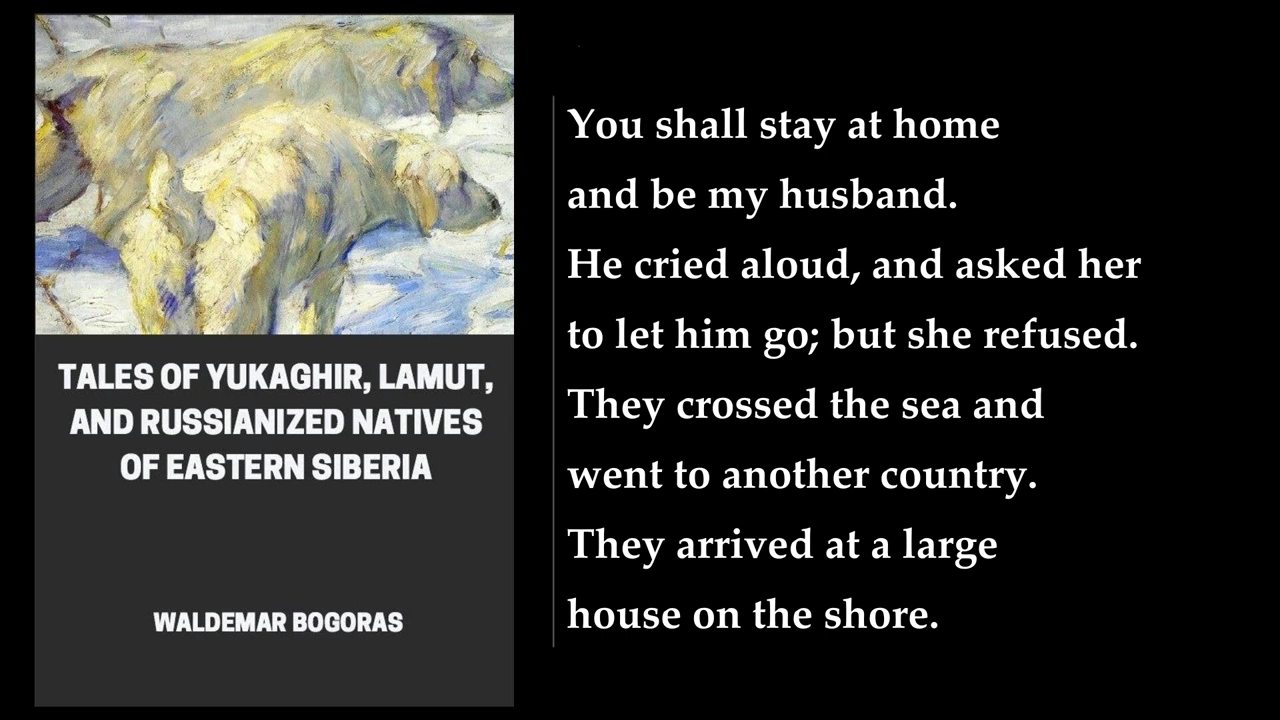 TALES OF YUKAGHIR, LAMUT,
AND RUSSIANIZED NATIVES
OF EASTERN SIBERIA
WALDEMAR BOGORAS
You shall stay at home
and be my husband.
He cried aloud, and asked her
to let him go; but she refused.
They crossed the sea and
went to another country.
They arrived at a large
house on the shore.